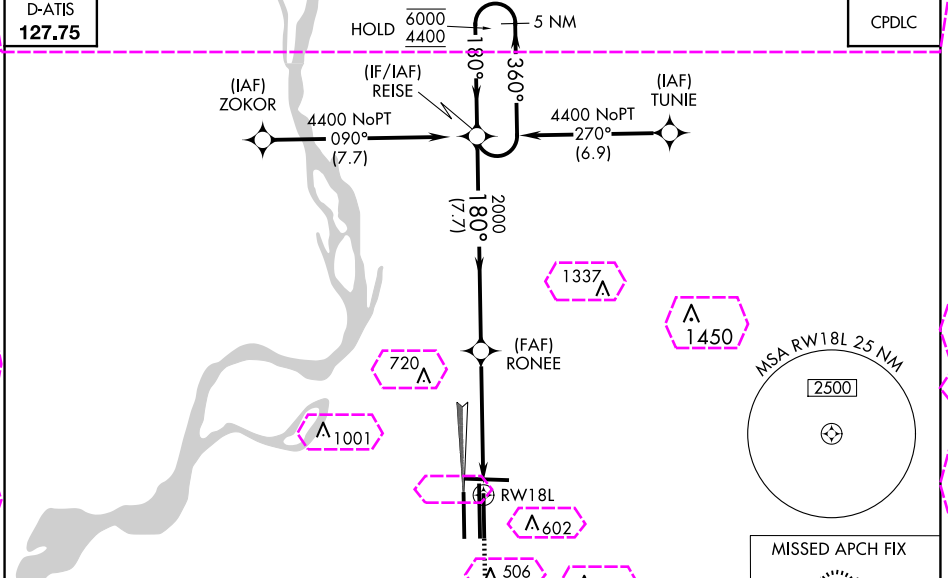 D-ATIS
127.75
HOLD
6000
4400
5 NM
CPDLC
180°
360°
(IAF)
ZOKOR
(IF/IAF)
REISE
(IAF)
TUNIE
4400 NoPT
090°
(7.7)
4400 NoPT
270°
(6.9)
2000
180°
(7.7)
1337
1450
(FAF)
RONEE
720
1001
MSA RW18L 25 NM
2500
RW18L
602
506
MISSED APCH FIX